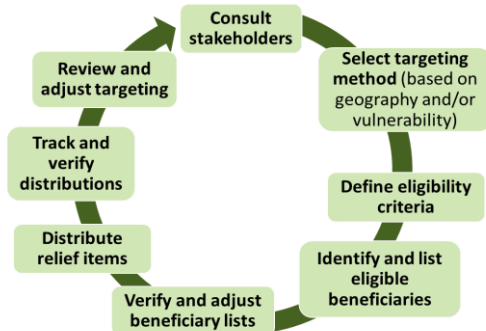 Consult
stakeholders
Select targeting
method (based on
geography and/or
vulnerability)
Define eligibility
criteria
Identify and list
eligible
beneficiaries
Verify and adjust
beneficiary lists
Distribute
relief items
Track and
verify
distributions
Review and
adjust targeting